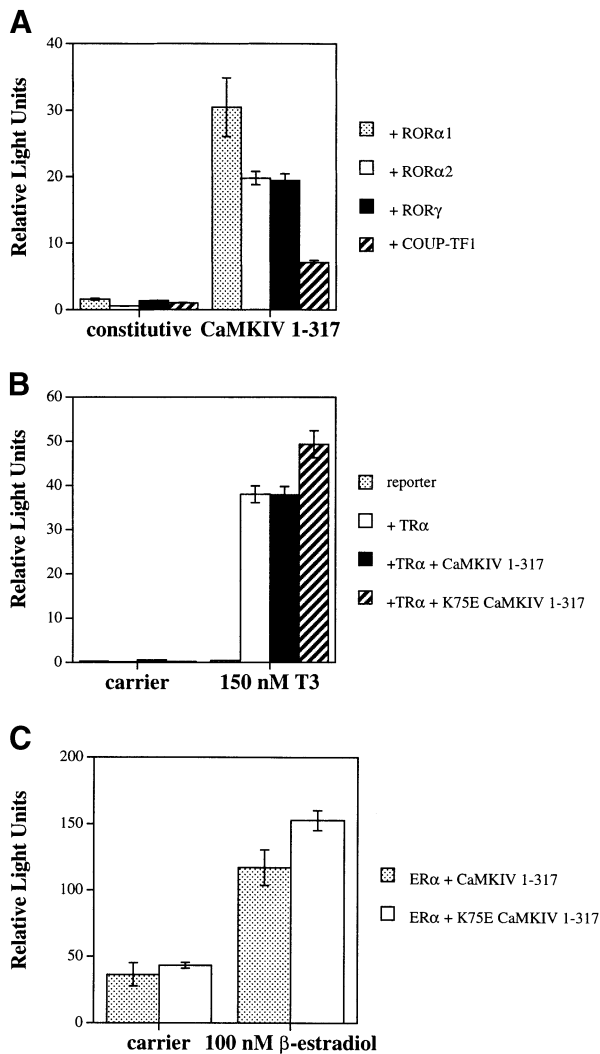 A
Relative Light Units
40
30
20
10
0
constitutive CaMKIV 1-317
+ RORα1
+ RORα2
+ RORγ
+ COUP-TF1
B
Relative Light Units
60
50
40
30
20
10
0
carrier 150 nM T3
reporter
+ TRα
+TRα + CaMKIV 1-317
+TRα + K75E CaMKIV 1-317
C
Relative Light Units
200
150
100
50
0
carrier 100 nM β-estradiol
ERα + CaMKIV 1-317
ERα + K75E CaMKIV 1-317